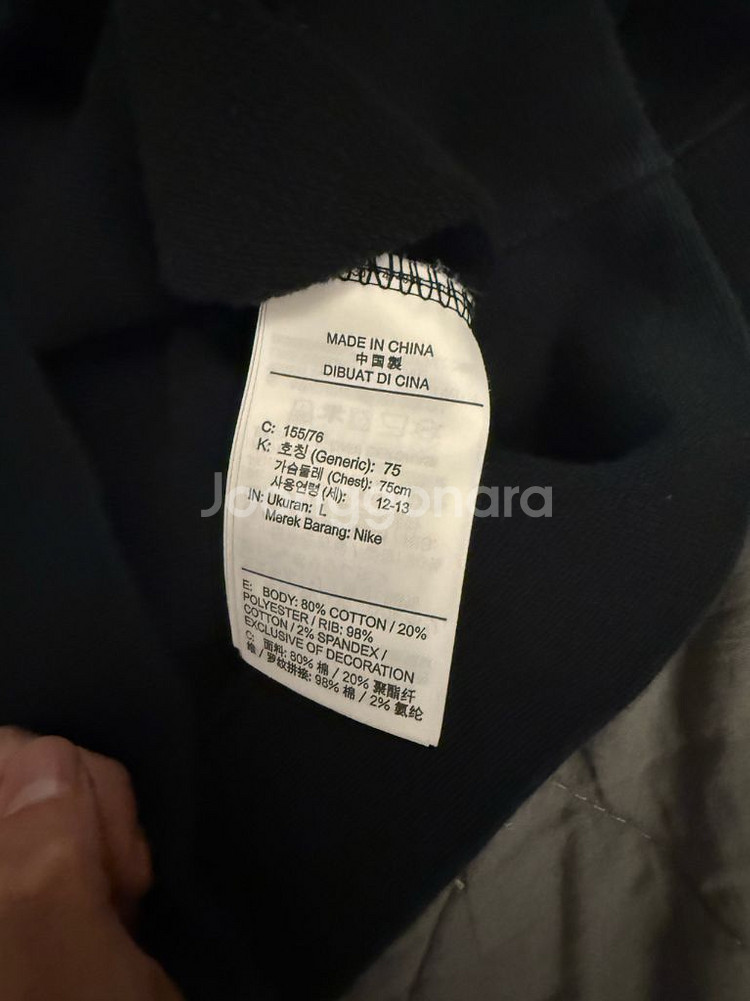 MADE IN CHINA
中国製
DIBUAT DI CINA
C: 155/76
K: 호칭 (Generic): 75
가슴둘레 (Chest): 75cm
사용연령 (세): 12-13
IN: Ukuran: L
Merek Barang: Nike
Joonggonara
E: BODY: 80% COTTON / 20%
POLYESTER / RIB: 98%
COTTON / 2% SPANDEX /
EXCLUSIVE OF DECORATION
C: 面料: 80% 棉 / 20% 聚酯纤
维 / 罗纹拼接: 98% 棉 / 2% 氨纶